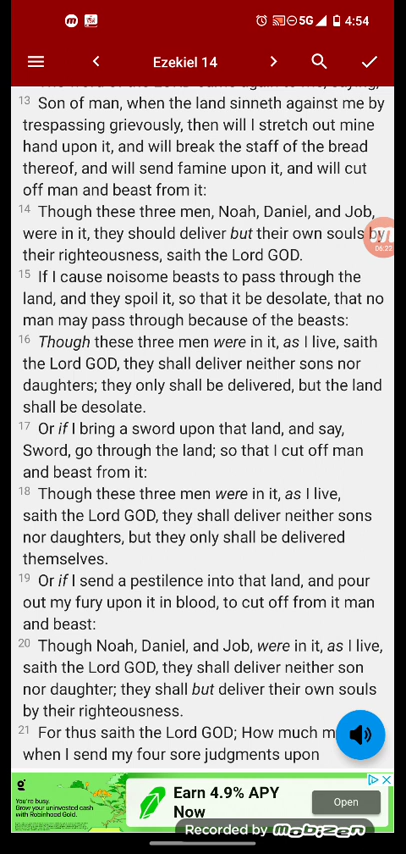 5G 4:54
Ezekiel 14
13 Son of man, when the land sinneth against me by
trespassing grievously, then will I stretch out mine
hand upon it, and will break the staff of the bread
thereof, and will send famine upon it, and will cut
off man and beast from it:
14 Though these three men, Noah, Daniel, and Job,
were in it, they should deliver but their own souls by
their righteousness, saith the Lord GOD.
06:22
15 If I cause noisome beasts to pass through the
land, and they spoil it, so that it be desolate, that no
man may pass through because of the beasts:
16 Though these three men were in it, as I live, saith
the Lord GOD, they shall deliver neither sons nor
daughters; they only shall be delivered, but the land
shall be desolate.
17 Or if I bring a sword upon that land, and say,
Sword, go through the land; so that I cut off man
and beast from it:
18 Though these three men were in it, as I live,
saith the Lord GOD, they shall deliver neither sons
nor daughters, but they only shall be delivered
themselves.
19 Or if I send a pestilence into that land, and pour
out my fury upon it in blood, to cut off from it man
and beast:
20 Though Noah, Daniel, and Job, were in it, as I live,
saith the Lord GOD, they shall deliver neither son
nor daughter; they shall but deliver their own souls
by their righteousness.
21 For thus saith the Lord GOD; How much m
when I send my four sore judgments upon
You're busy.
Grow your uninvested cash
with Robinhood Gold.
Earn 4.9% APY
Now
Open
Recorded by Mobizen